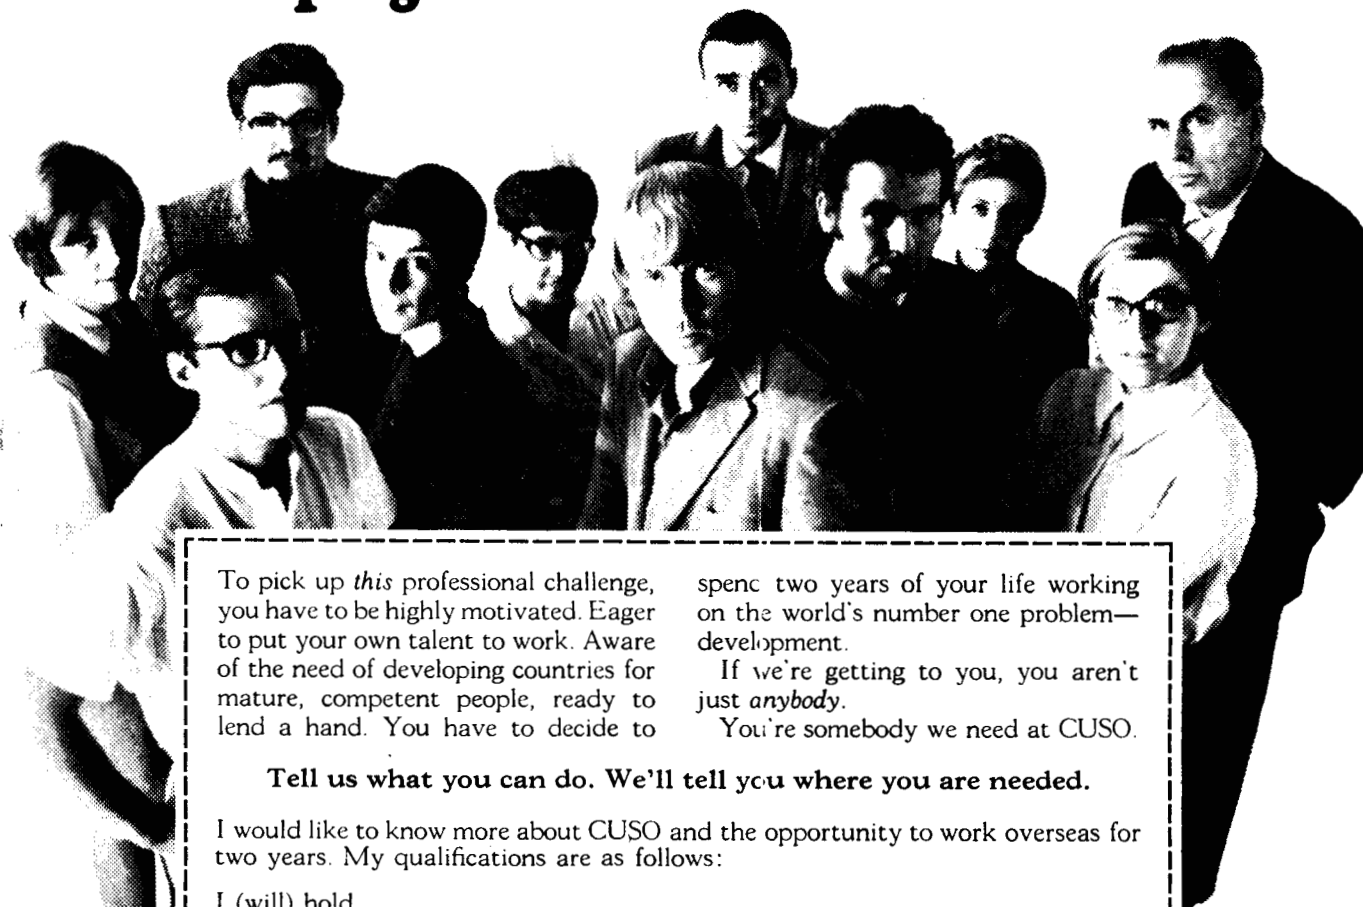 To pick up this professional challenge,
you have to be highly motivated. Eager
to put your own talent to work. Aware
of the need of developing countries for
mature, competent people, ready to
lend a hand. You have to decide to
spend two years of your life working
on the world's number one problem—
development.
If we're getting to you, you aren't
just anybody.
You're somebody we need at CUSO.
Tell us what you can do. We'll tell you where you are needed.
I would like to know more about CUSO and the opportunity to work overseas for
two years. My qualifications are as follows:
I (will) hold